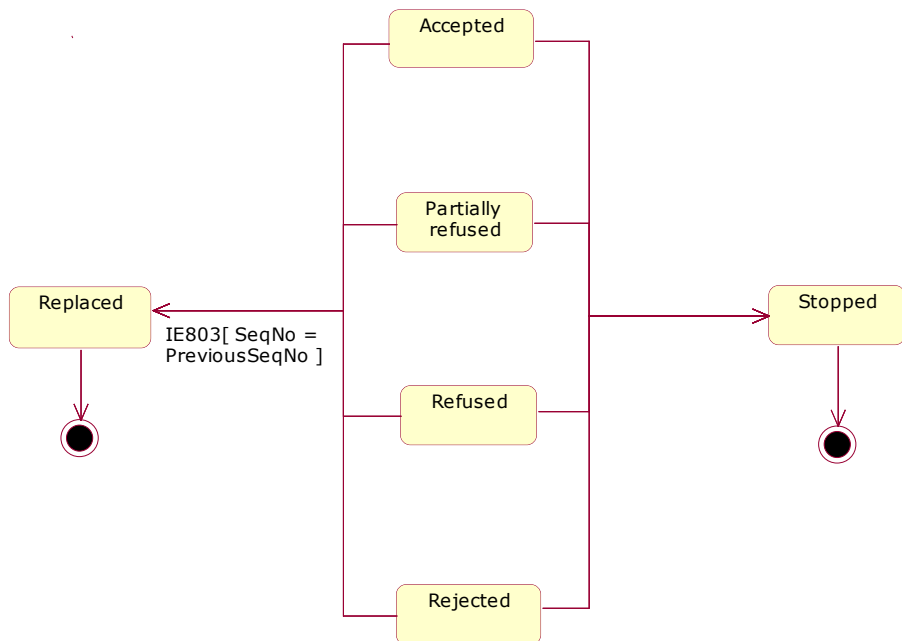 Accepted
Partially
refused
Replaced
Stopped
IE803[ SeqNo =
PreviousSeqNo ]
Refused
Rejected